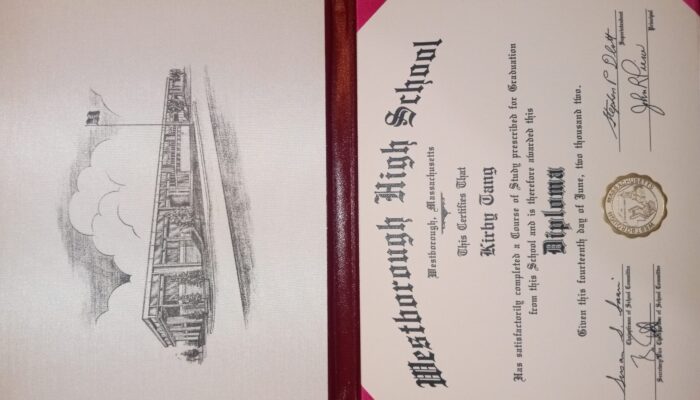 Westborough High School
Westborough, Massachusetts
This Certifies That
Kirby Tang
Has satisfactorily completed a Course of Study prescribed for Graduation
from this School and is therefore awarded this
Diploma
Given this fourteenth day of June, two thousand two.
Superintendent
Principal
Chairperson of School Committee
of School Committee
WESTBOROUGH
MASSACHUSETTS